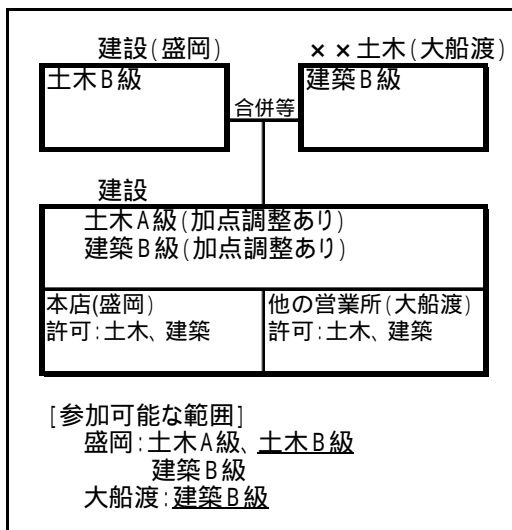 建設(盛岡) ××土木(大船渡)
土木B級 建築B級
合併等
建設
土木A級(加点調整あり)
建築B級(加点調整あり)
本店(盛岡) 他の営業所(大船渡)
許可:土木、建築 許可:土木、建築
[参加可能な範囲]
盛岡:土木A級、土木B級
建築B級
大船渡:建築B級